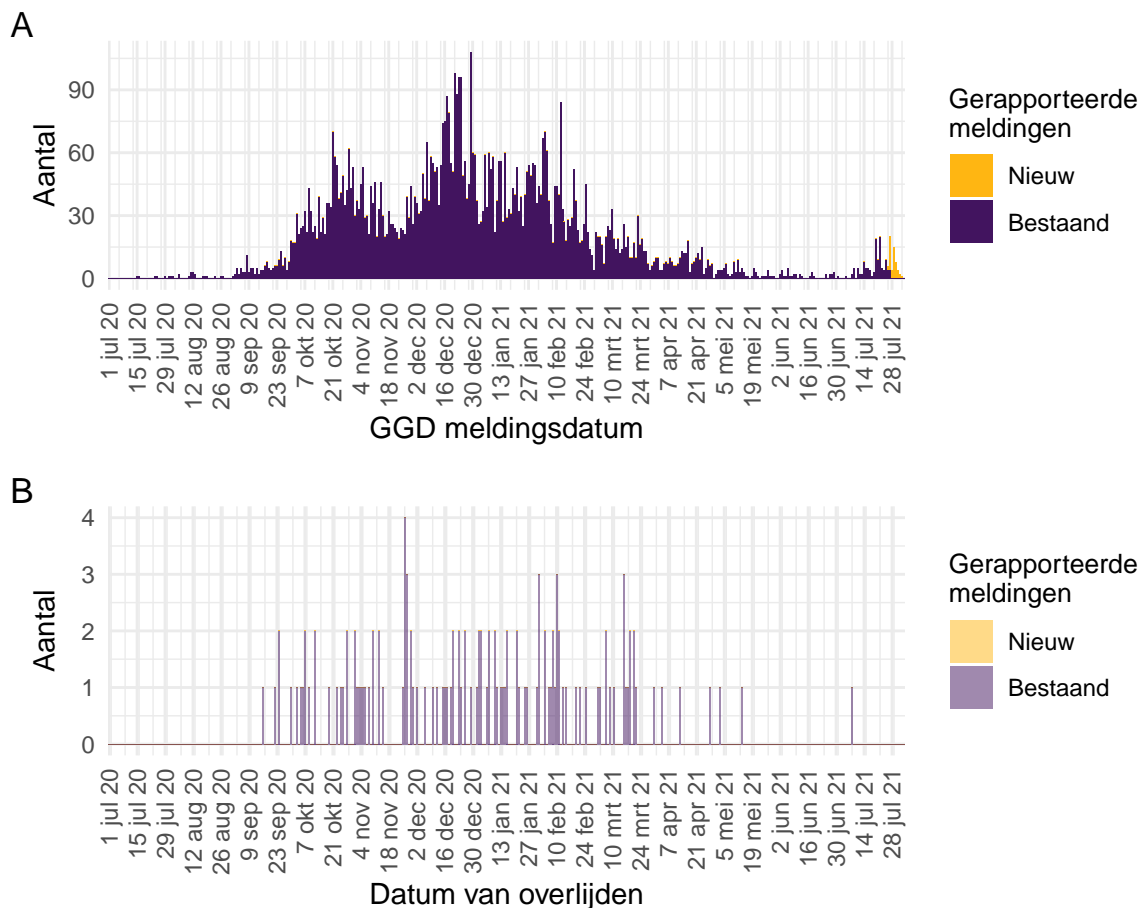 A
90
60
30
0
Aantal
1 jul 20
15 jul 20
29 jul 20
12 aug 20
26 aug 20
9 sep 20
23 sep 20
7 okt 20
21 okt 20
4 nov 20
18 nov 20
2 dec 20
16 dec 20
30 dec 20
13 jan 21
27 jan 21
10 feb 21
24 feb 21
10 mrt 21
24 mrt 21
7 apr 21
21 apr 21
5 mei 21
19 mei 21
2 jun 21
16 jun 21
30 jun 21
14 jul 21
28 jul 21
GGD meldingsdatum
Gerapporteerde
meldingen
Nieuw
Bestaand
B
4
3
2
1
0
Aantal
1 jul 20
15 jul 20
29 jul 20
12 aug 20
26 aug 20
9 sep 20
23 sep 20
7 okt 20
21 okt 20
4 nov 20
18 nov 20
2 dec 20
16 dec 20
30 dec 20
13 jan 21
27 jan 21
10 feb 21
24 feb 21
10 mrt 21
24 mrt 21
7 apr 21
21 apr 21
5 mei 21
19 mei 21
2 jun 21
16 jun 21
30 jun 21
14 jul 21
28 jul 21
Datum van overlijden
Gerapporteerde
meldingen
Nieuw
Bestaand